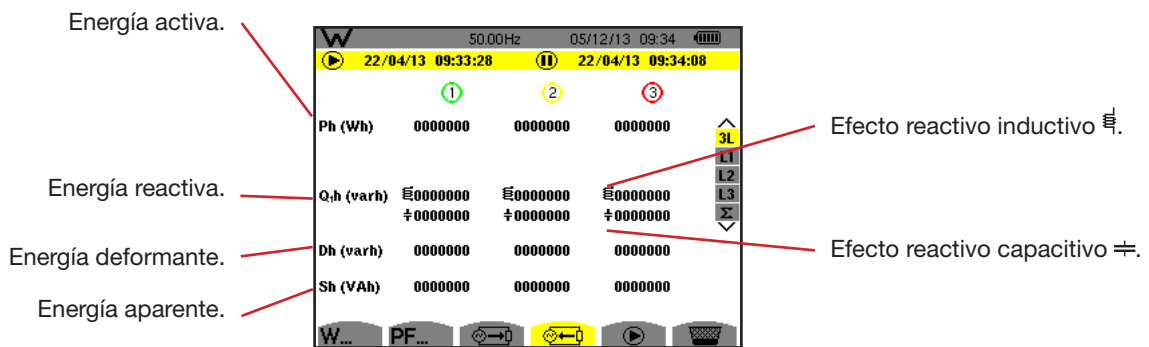 Energía activa.
W 50.00Hz 05/12/13 09:34
22/04/13 09:33:28 22/04/13 09:34:08
1 2 3
Ph (Wh) 0000000 0000000 0000000
Efecto reactivo inductivo.
3L
L1
L2
Energía reactiva.
Q₁h (varh) 0000000 0000000 0000000
L3
0000000 0000000 0000000
Σ
Energía deformante.
Dh (varh) 0000000 0000000 0000000
Efecto reactivo capacitivo.
Sh (VAh) 0000000 0000000 0000000
Energía aparente.
W... PF...